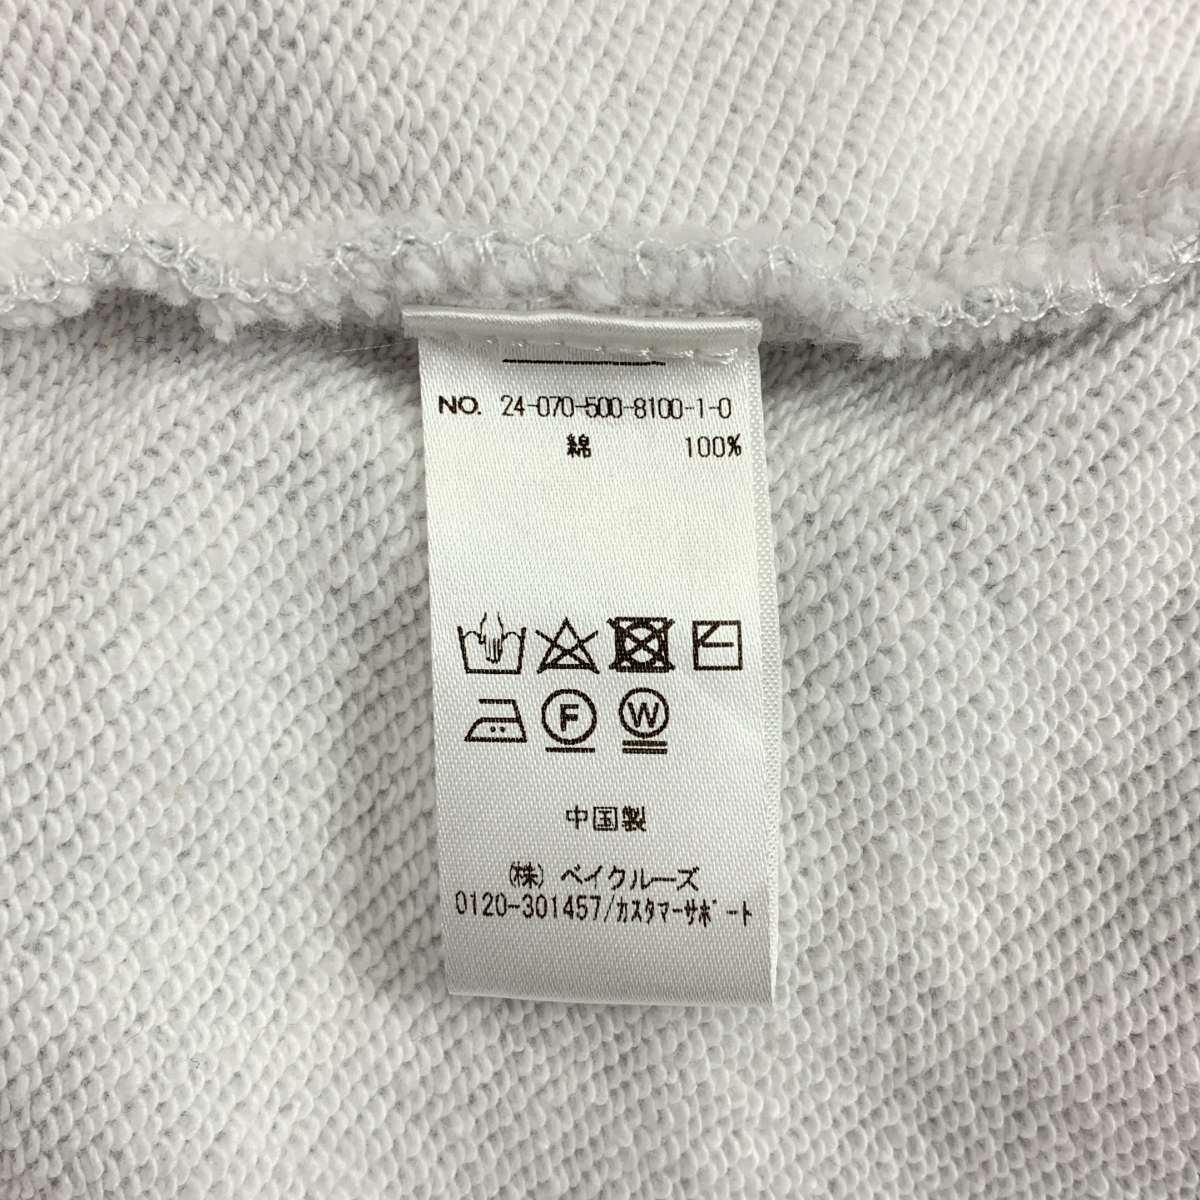 NO. 24-070-500-8100-1-0
綿 100%
F W
中国製
(株) ベイクルーズ
0120-301457/カスタマーサポート